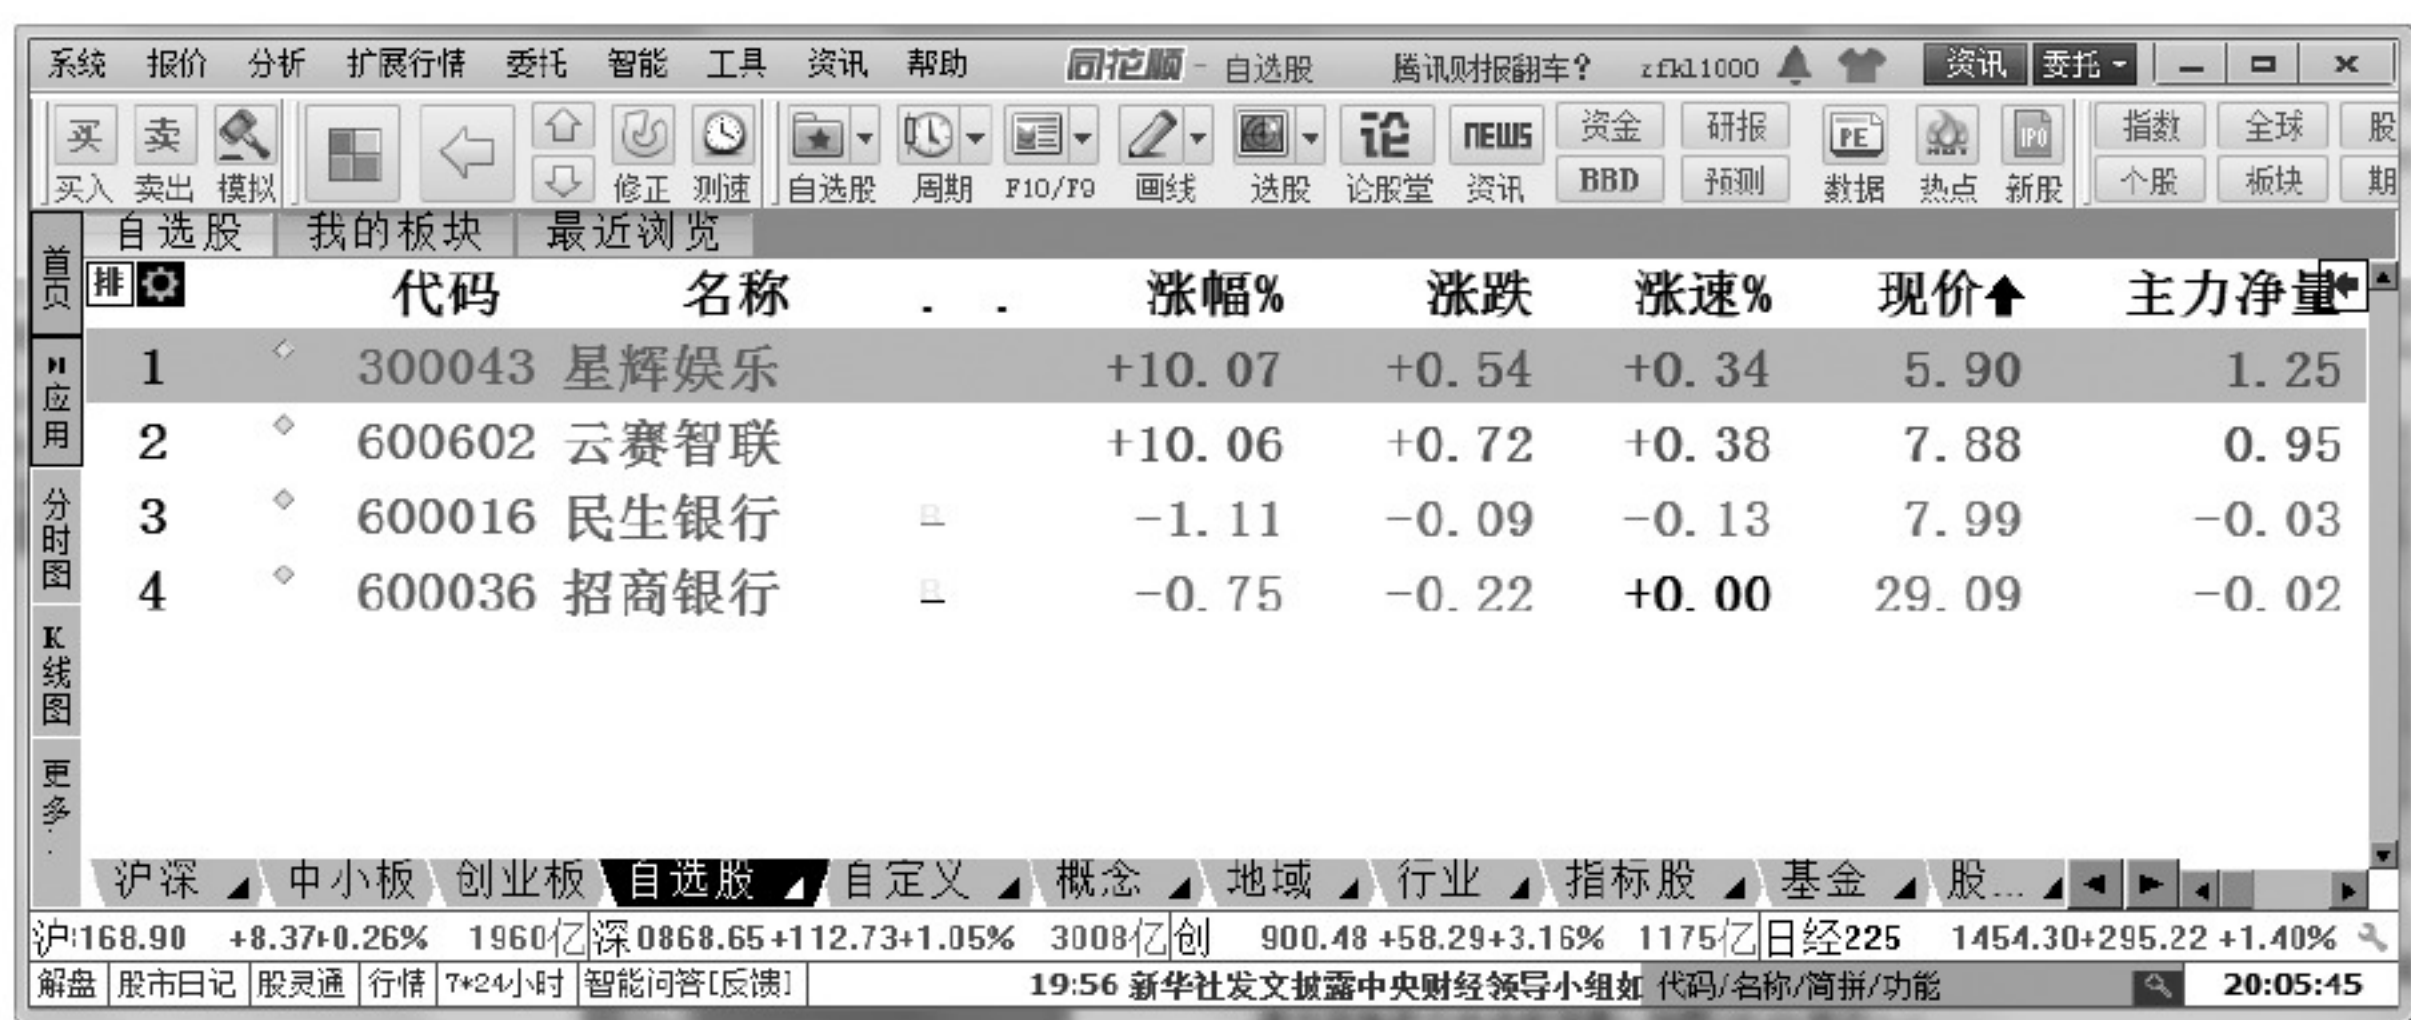 系统 报价 分析 扩展行情 委托 智能 工具 资讯 帮助 同花顺 - 自选股 腾讯财报翻车? zfkl1000 资讯 委托
买 卖 论 NEWS 资金 研报 PE HOT IPO 指数 全球 股
买入 卖出 模拟 修正 测速 自选股 周期 F10/F9 画线 选股 论股堂 资讯 BBD 预测 数据 热点 新股 个股 板块 期
自选股 我的板块 最近浏览
首页
应用
分时图
K线图
更多
排 代码 名称 . . 涨幅% 涨跌 涨速% 现价↑ 主力净量
1 300043 星辉娱乐 +10.07 +0.54 +0.34 5.90 1.25
2 600602 云赛智联 +10.06 +0.72 +0.38 7.88 0.95
3 600016 民生银行 R -1.11 -0.09 -0.13 7.99 -0.03
4 600036 招商银行 R -0.75 -0.22 +0.00 29.09 -0.02
沪深 中小板 创业板 自选股 自定义 概念 地域 行业 指标股 基金 股...
沪 168.90 +8.37 +0.26% 1960亿 深 0868.65 +112.73 +1.05% 3008亿 创 900.48 +58.29 +3.16% 1175亿 日经225 1454.30 +295.22 +1.40%
解盘 股市日记 股灵通 行情 7*24小时 智能问答[反馈] 19:56 新华社发文披露中央财经领导小组如 代码/名称/简拼/功能 20:05:45